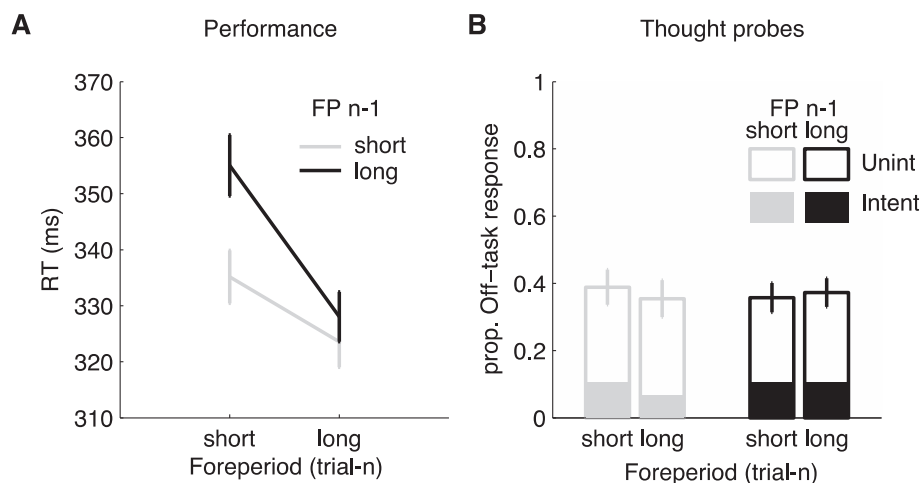 A
Performance
370
360
350
340
330
320
310
RT (ms)
FP n-1
short
long
short long
Foreperiod (trial-n)
B
Thought probes
1
0.8
0.6
0.4
0.2
0
prop. Off−task response
FP n-1
short long
Unint
Intent
short long short long
Foreperiod (trial-n)